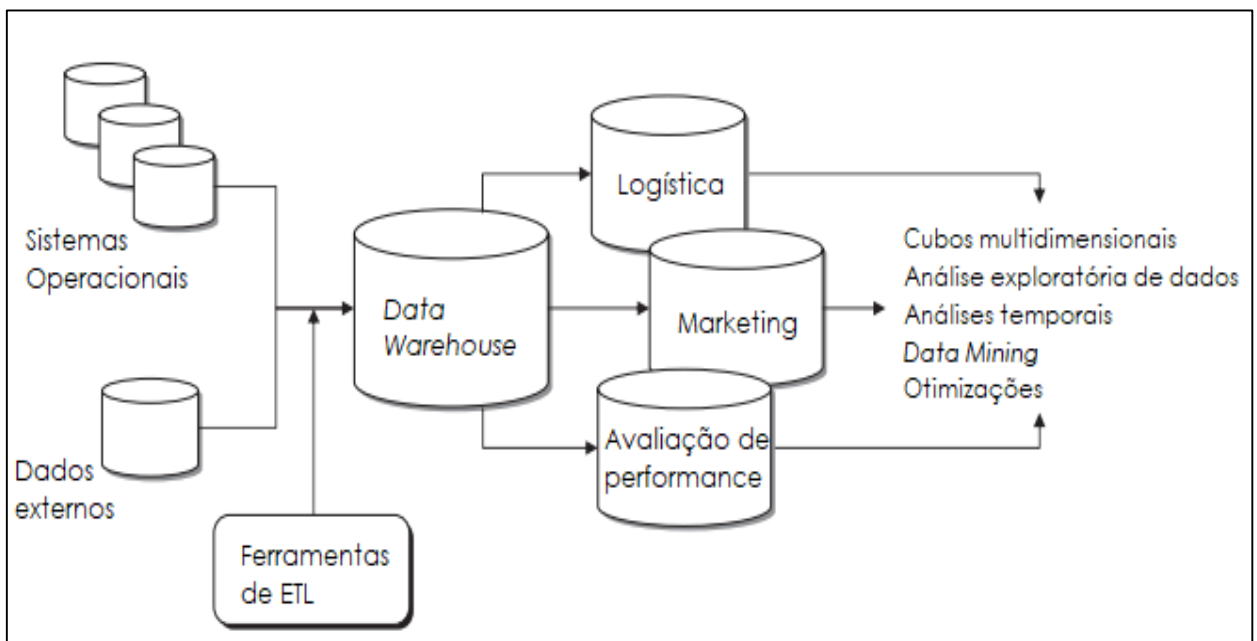 Sistemas
Operacionais
Dados
externos
Ferramentas
de ETL
Data
Warehouse
Logística
Marketing
Avaliação de
performance
Cubos multidimensionais
Análise exploratória de dados
Análises temporais
Data Mining
Otimizações